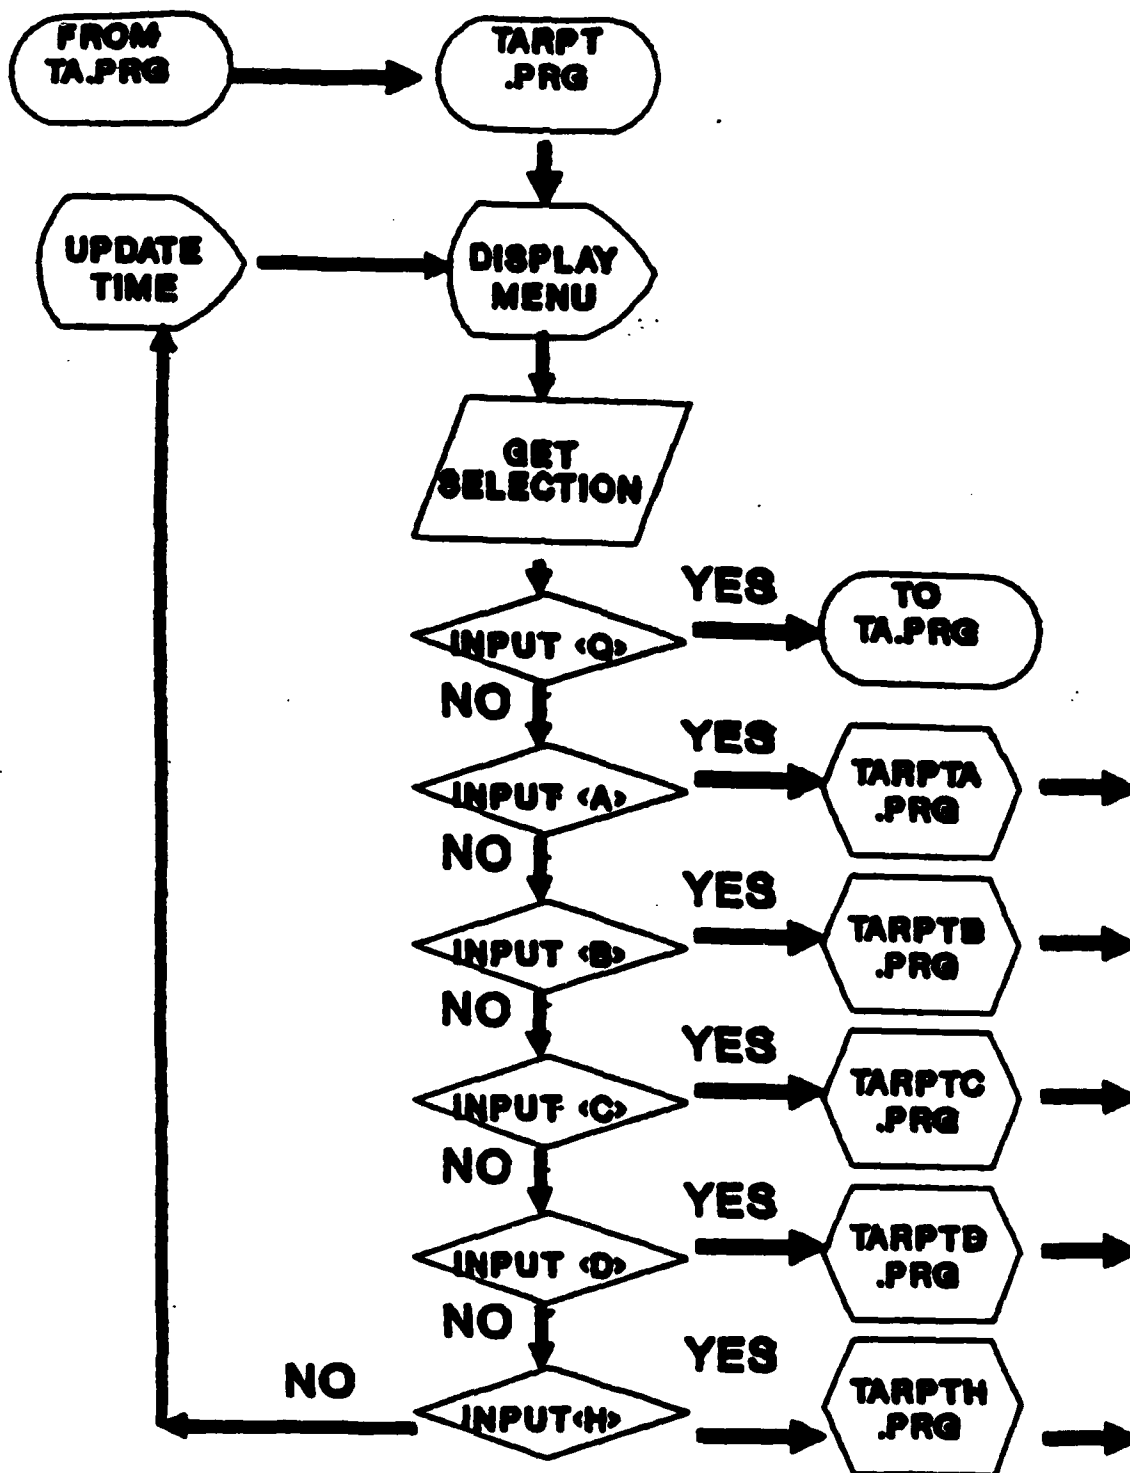 FROM
TA.PRG
TARPT
.PRG
UPDATE
TIME
DISPLAY
MENU
GET
SELECTION
INPUT <Q>
YES
TO
TA.PRG
NO
INPUT <A>
YES
TARPTA
.PRG
NO
INPUT <B>
YES
TARPTB
.PRG
NO
INPUT <C>
YES
TARPTC
.PRG
NO
INPUT <D>
YES
TARPTD
.PRG
NO
INPUT<H>
YES
TARPTH
.PRG
NO